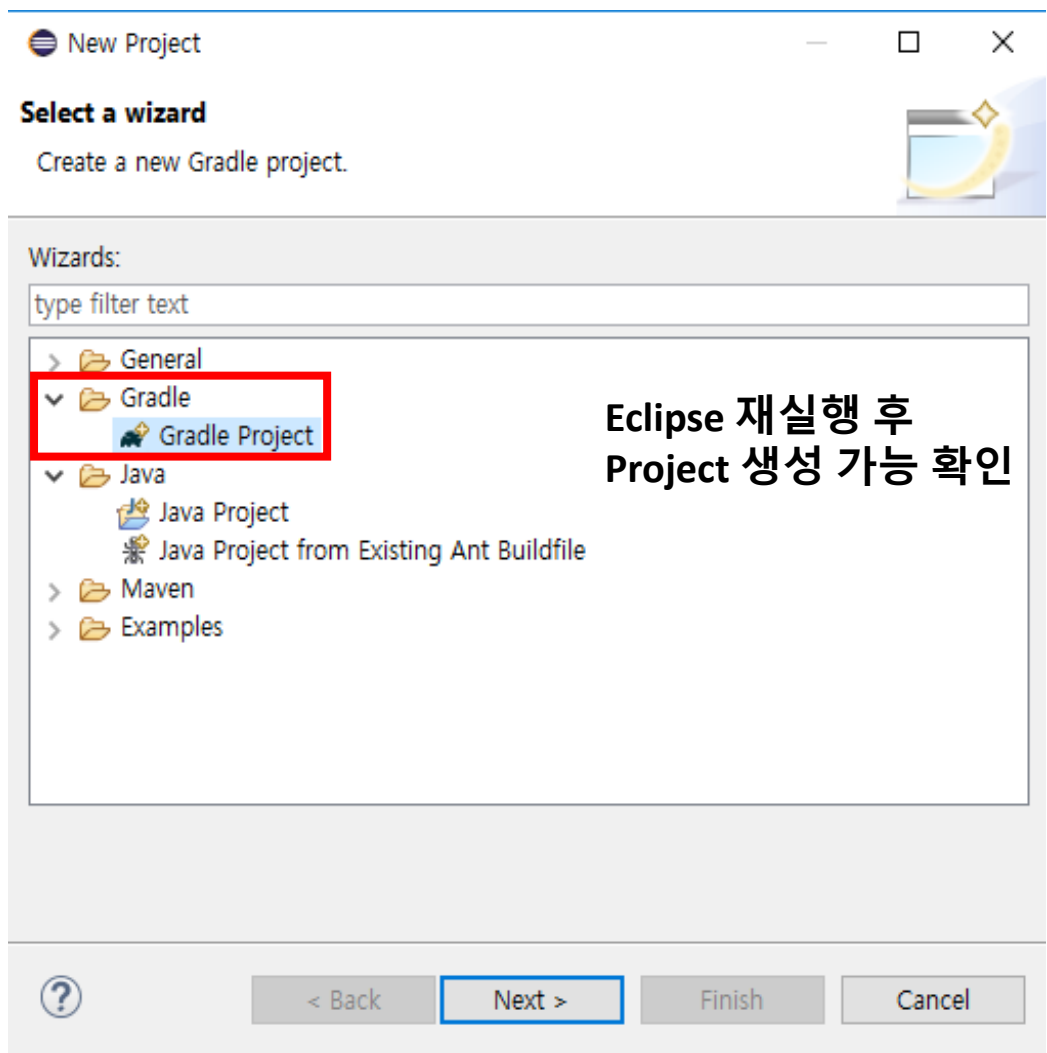 New Project
Select a wizard
Create a new Gradle project.
Wizards:
type filter text
General
Gradle
Gradle Project
Java
Java Project
Java Project from Existing Ant Buildfile
Maven
Examples
Eclipse 재실행 후
Project 생성 가능 확인
?
< Back
Next >
Finish
Cancel